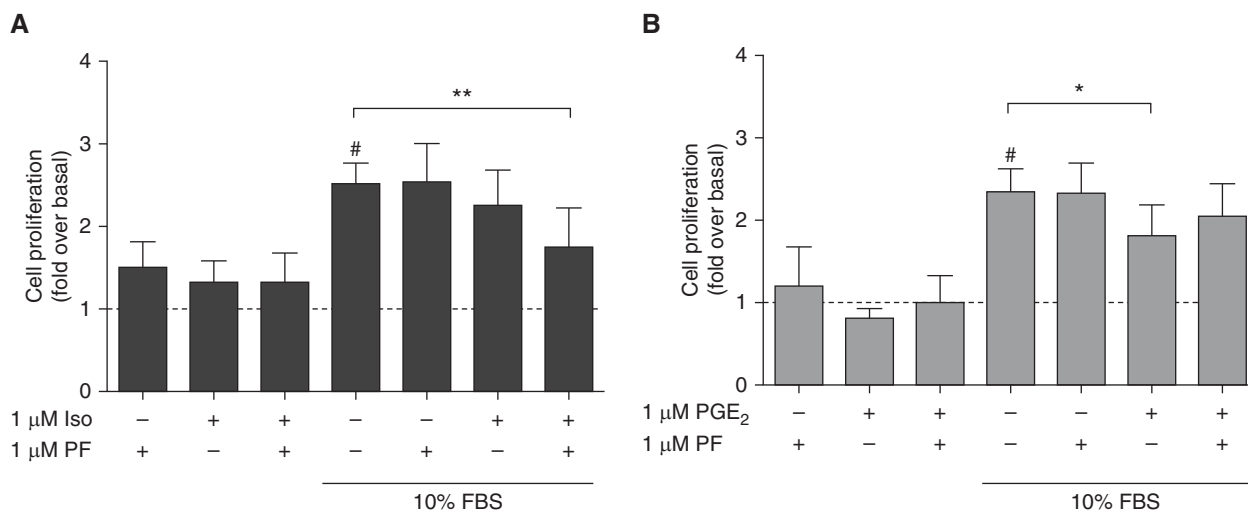 A
Cell proliferation
(fold over basal)
4
3
2
1
0
**
#
1 μM Iso – + + – – + +
1 μM PF + – + – + – +
10% FBS
B
Cell proliferation
(fold over basal)
4
3
2
1
0
*
#
1 μM PGE₂ – + + – – + +
1 μM PF + – + – + – +
10% FBS